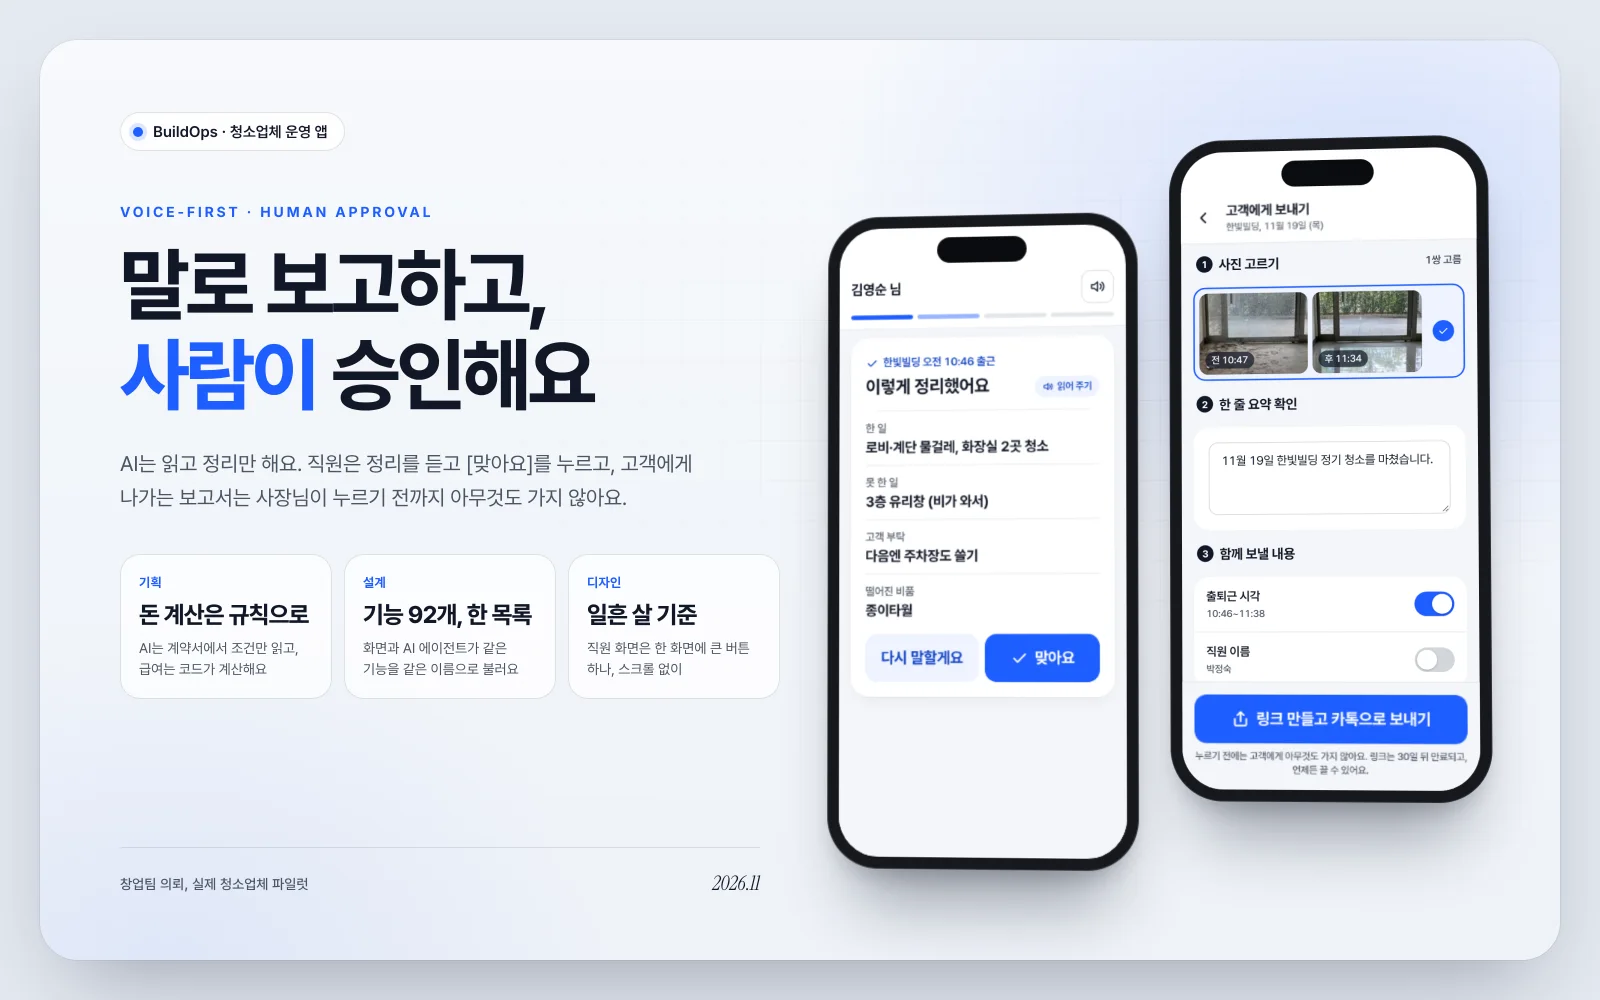 BuildOps · 청소업체 운영 앱
VOICE-FIRST · HUMAN APPROVAL
말로 보고하고,
사람이 승인해요
AI는 읽고 정리만 해요. 직원은 정리를 듣고 [맞아요]를 누르고, 고객에게
나가는 보고서는 사장님이 누르기 전까지 아무것도 가지 않아요.
기획
돈 계산은 규칙으로
AI는 계약서에서 조건만 읽고,
급여는 코드가 계산해요
설계
기능 92개, 한 목록
화면과 AI 에이전트가 같은
기능을 같은 이름으로 불러요
디자인
일흔 살 기준
직원 화면은 한 화면에 큰 버튼
하나, 스크롤 없이
창업팀 의뢰, 실제 청소업체 파일럿
2026.11
김영순 님
한빛빌딩 오전 10:46 출근
이렇게 정리했어요
읽어 주기
한 일
로비·계단 물걸레, 화장실 2곳 청소
못 한 일
3층 유리창 (비가 와서)
고객 부탁
다음엔 주차장도 쓸기
떨어진 비품
종이타월
다시 말할게요
맞아요
고객에게 보내기
한빛빌딩, 11월 19일 (목)
1 사진 고르기
1쌍 고름
전 10:47
후 11:34
2 한 줄 요약 확인
11월 19일 한빛빌딩 정기 청소를 마쳤습니다.
3 함께 보낼 내용
출퇴근 시각
10:46~11:38
직원 이름
박정숙
링크 만들고 카톡으로 보내기
누르기 전에는 고객에게 아무것도 가지 않아요. 링크는 30일 뒤 만료되고,
언제든 끌 수 있어요.